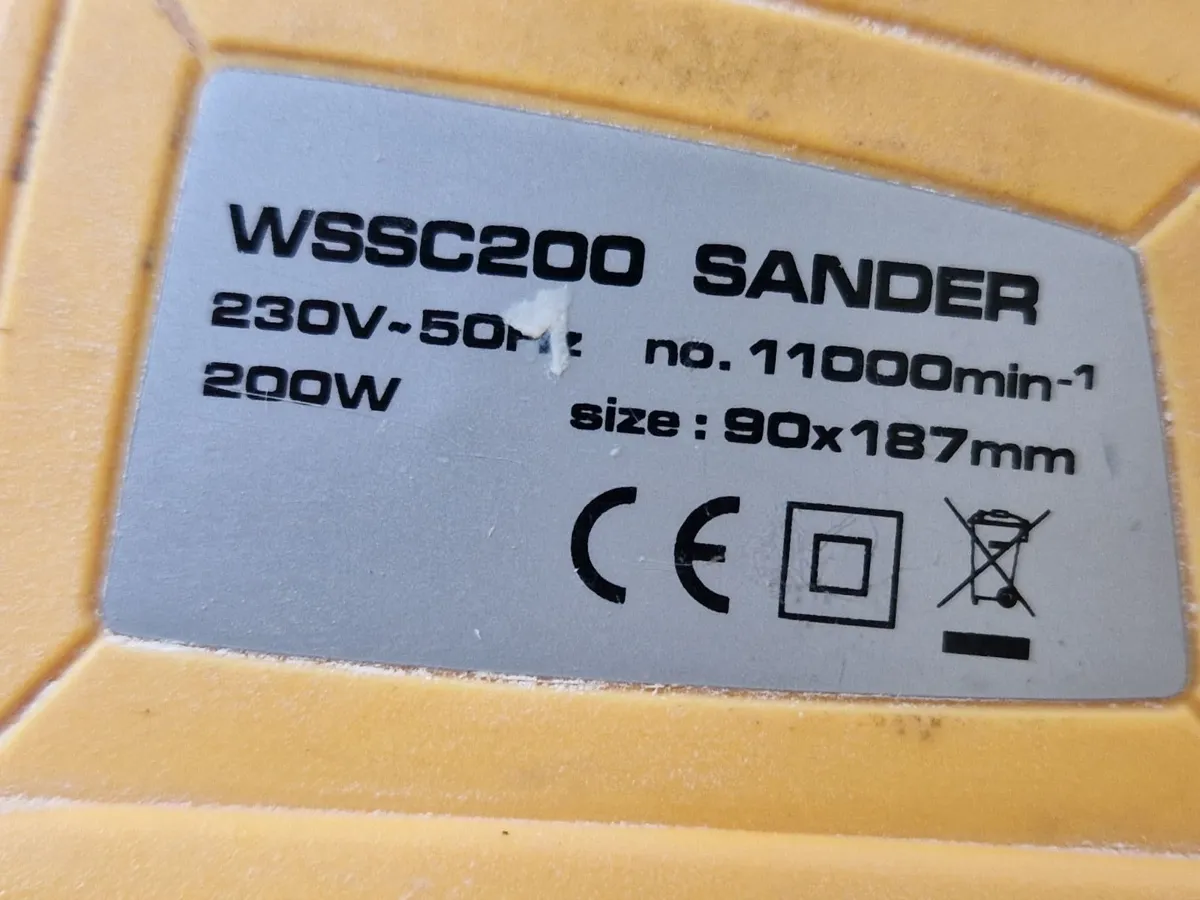 WSSC200 SANDER
230V~50Hz no. 11000min-1
200W
size : 90x187mm
CE